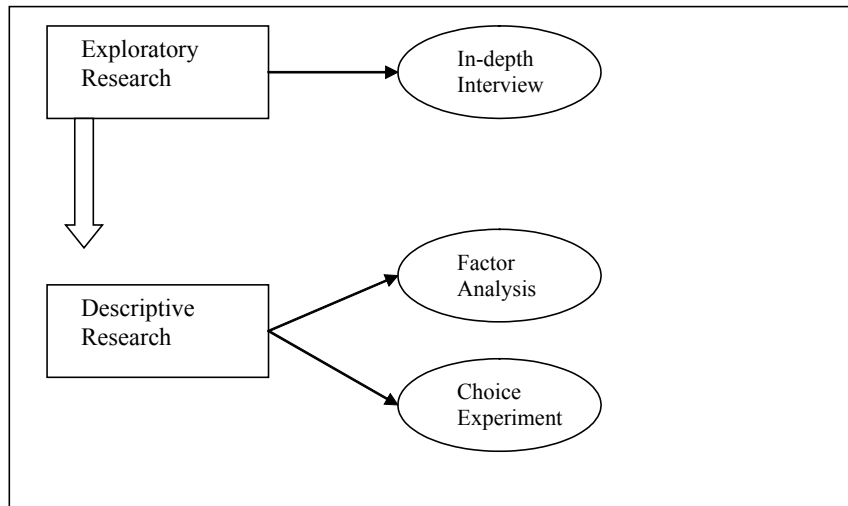 Exploratory
Research
In-depth
Interview
Factor
Analysis
Descriptive
Research
Choice
Experiment